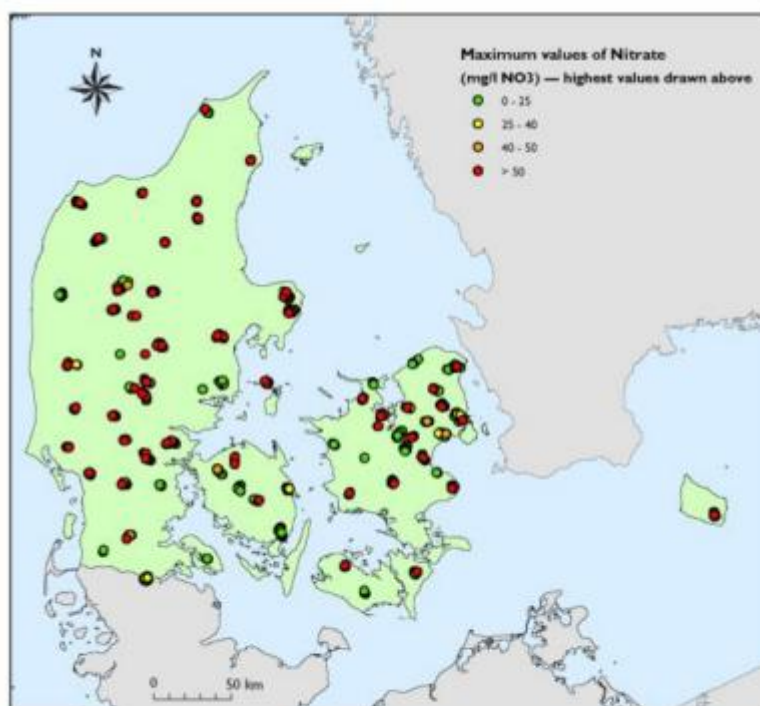 N
Maximum values of Nitrate
(mg/l NO3) — highest values drawn above
0 - 25
25 - 40
40 - 50
> 50
0 50 km